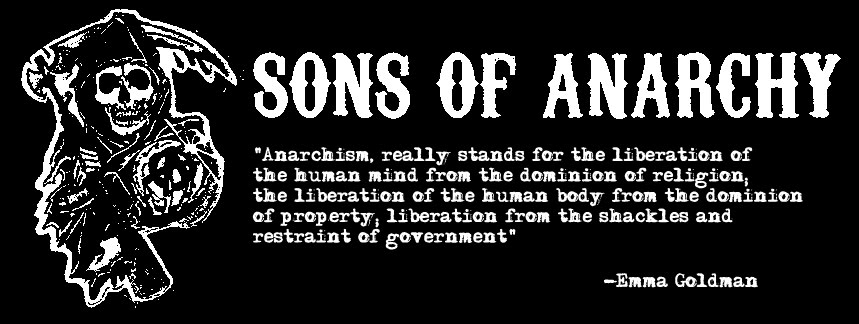 SONS OF ANARCHY
"Anarchism, really stands for the liberation of
the human mind from the dominion of religion;
the liberation of the human body from the dominion
of property; liberation from the shackles and
restraint of government"
—Emma Goldman